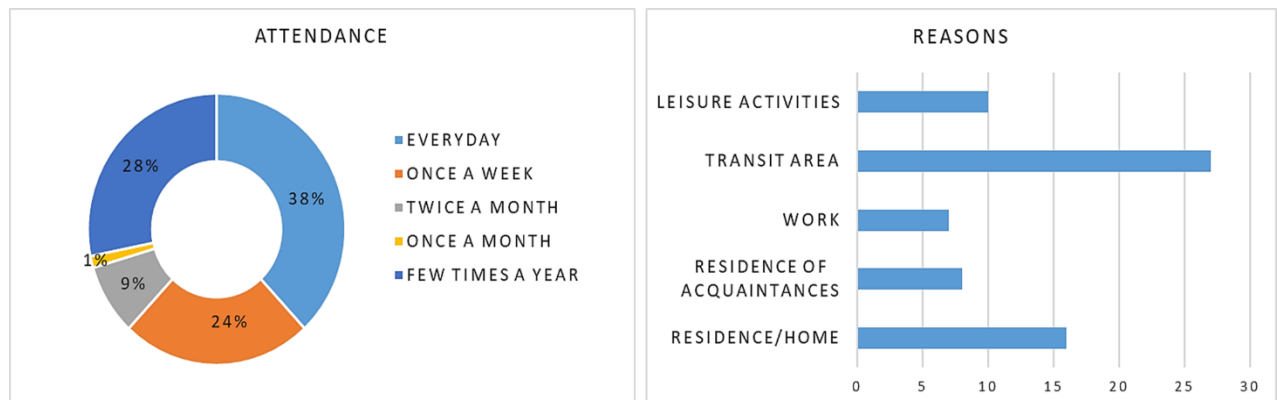 ATTENDANCE
28%
38%
1%
9%
24%
EVERYDAY
ONCE A WEEK
TWICE A MONTH
ONCE A MONTH
FEW TIMES A YEAR
REASONS
LEISURE ACTIVITIES
TRANSIT AREA
WORK
RESIDENCE OF
ACQUAINTANCES
RESIDENCE/HOME
0 5 10 15 20 25 30